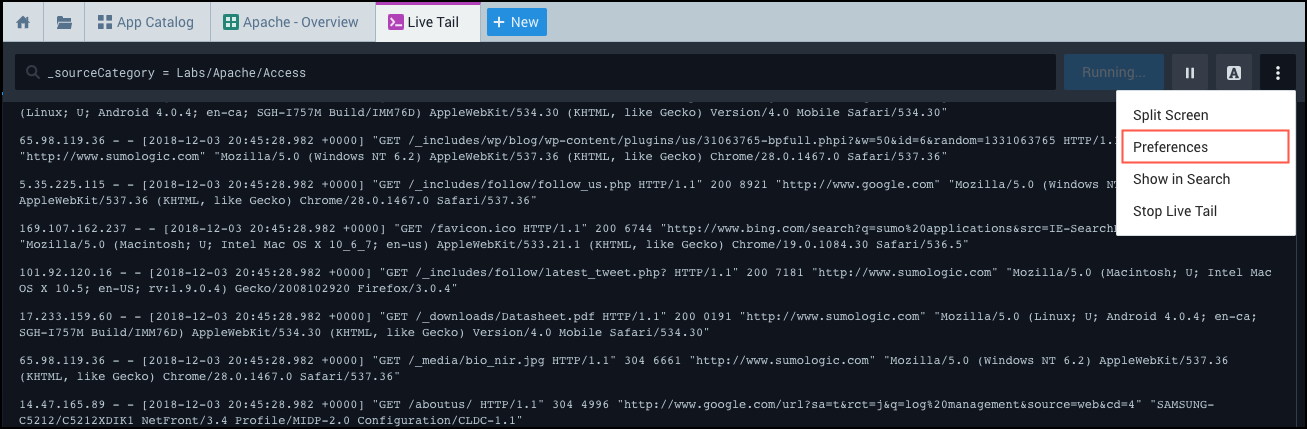 App Catalog
Apache - Overview
Live Tail
+ New
_sourceCategory = Labs/Apache/Access
Running...
A
(Linux; U; Android 4.0.4; en-ca; SGH-I757M Build/IMM76D) AppleWebKit/534.30 (KHTML, like Gecko) Version/4.0 Mobile Safari/534.30"
Split Screen
Preferences
Show in Search
Stop Live Tail
65.98.119.36 - - [2018-12-03 20:45:28.982 +0000] "GET /_includes/wp/blog/wp-content/plugins/us/31063765-bpfull.phpi?&w=50&id=6&random=1331063765 HTTP/1.
"http://www.sumologic.com" "Mozilla/5.0 (Windows NT 6.2) AppleWebKit/537.36 (KHTML, like Gecko) Chrome/28.0.1467.0 Safari/537.36"
5.35.225.115 - - [2018-12-03 20:45:28.982 +0000] "GET /_includes/follow/follow_us.php HTTP/1.1" 200 8921 "http://www.google.com" "Mozilla/5.0 (Windows NT
AppleWebKit/537.36 (KHTML, like Gecko) Chrome/28.0.1467.0 Safari/537.36"
169.107.162.237 - - [2018-12-03 20:45:28.982 +0000] "GET /favicon.ico HTTP/1.1" 200 6744 "http://www.bing.com/search?q=sumo%20applications&src=IE-Search
"Mozilla/5.0 (Macintosh; U; Intel Mac OS X 10_6_7; en-us) AppleWebKit/533.21.1 (KHTML, like Gecko) Chrome/19.0.1084.30 Safari/536.5"
101.92.120.16 - - [2018-12-03 20:45:28.982 +0000] "GET /_includes/follow/latest_tweet.php? HTTP/1.1" 200 7181 "http://www.sumologic.com" "Mozilla/5.0 (Macintosh; U; Intel Mac
OS X 10.5; en-US; rv:1.9.0.4) Gecko/2008102920 Firefox/3.0.4"
17.233.159.60 - - [2018-12-03 20:45:28.982 +0000] "GET /_downloads/Datasheet.pdf HTTP/1.1" 200 0191 "http://www.sumologic.com" "Mozilla/5.0 (Linux; U; Android 4.0.4; en-ca;
SGH-I757M Build/IMM76D) AppleWebKit/534.30 (KHTML, like Gecko) Version/4.0 Mobile Safari/534.30"
65.98.119.36 - - [2018-12-03 20:45:28.982 +0000] "GET /_media/bio_nir.jpg HTTP/1.1" 304 6661 "http://www.sumologic.com" "Mozilla/5.0 (Windows NT 6.2) AppleWebKit/537.36
(KHTML, like Gecko) Chrome/28.0.1467.0 Safari/537.36"
14.47.165.89 - - [2018-12-03 20:45:28.982 +0000] "GET /aboutus/ HTTP/1.1" 304 4996 "http://www.google.com/url?sa=t&rct=j&q=log%20management&source=web&cd=4" "SAMSUNG-
C5212/C5212XDIK1 NetFront/3.4 Profile/MIDP-2.0 Configuration/CLDC-1.1"